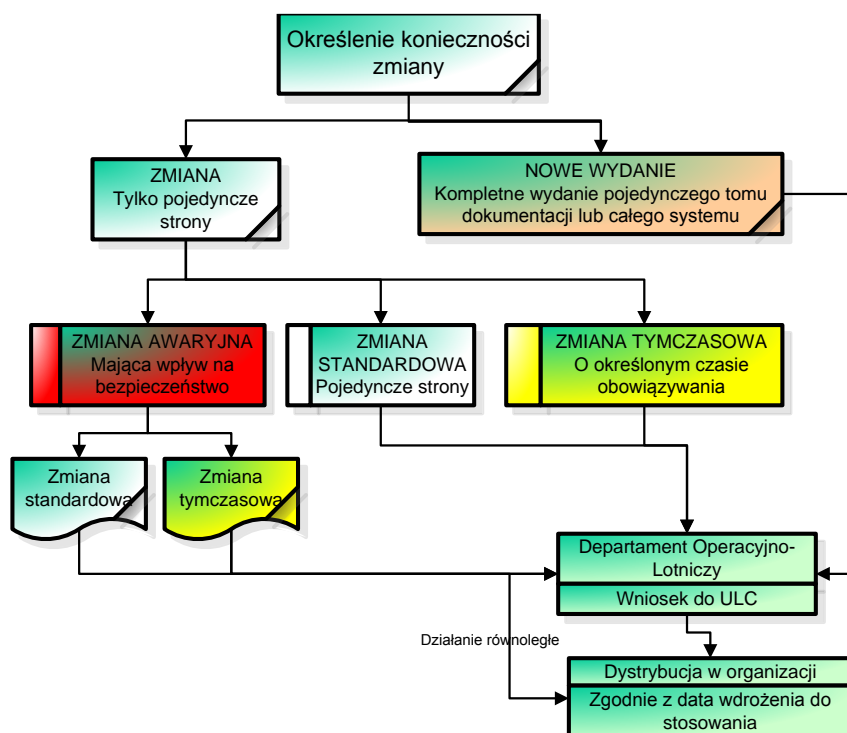 Określenie konieczności
zmiany
ZMIANA
Tylko pojedyncze
strony
NOWE WYDANIE
Kompletne wydanie pojedynczego tomu
dokumentacji lub całego systemu
ZMIANA AWARYJNA
Mająca wpływ na
bezpieczeństwo
ZMIANA
STANDARDOWA
Pojedyncze strony
ZMIANA TYMCZASOWA
O określonym czasie
obowiązywania
Zmiana
standardowa
Zmiana
tymczasowa
Departament Operacyjno-
Lotniczy
Wniosek do ULC
Działanie równoległe
Dystrybucja w organizacji
Zgodnie z data wdrożenia do
stosowania